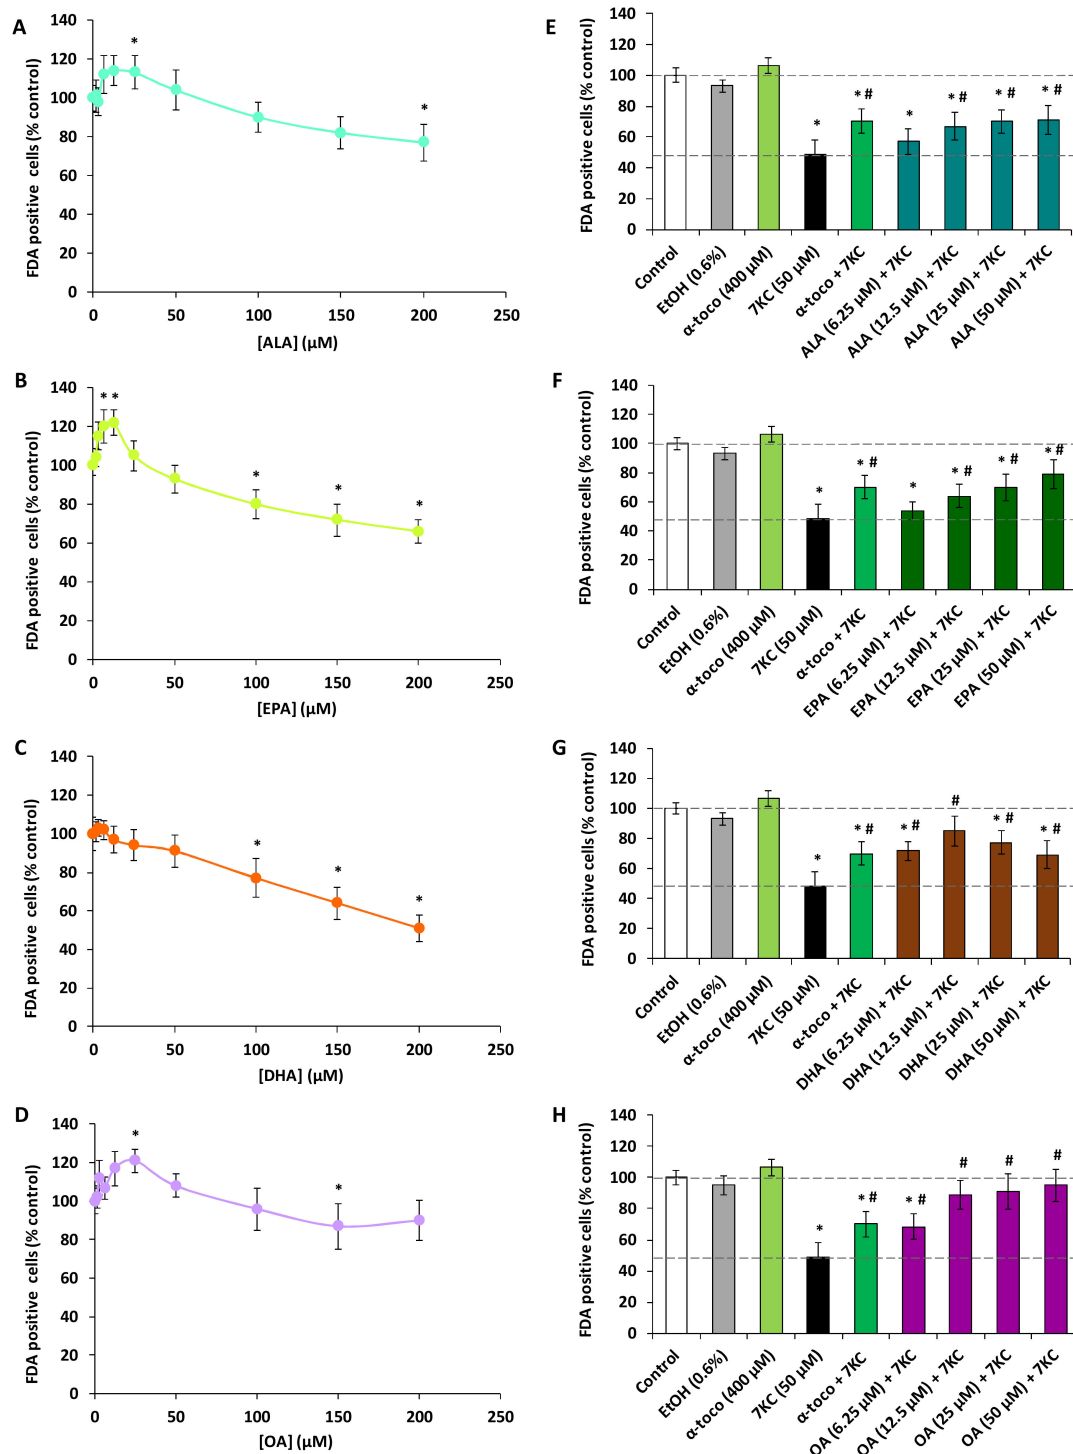 A
FDA positive cells (% control)
140
120
100
80
60
40
20
0
* *
0 50 100 150 200 250
[ALA] (µM)
B
FDA positive cells (% control)
140
120
100
80
60
40
20
0
* * * * *
0 50 100 150 200 250
[EPA] (µM)
C
FDA positive cells (% control)
140
120
100
80
60
40
20
0
* * *
0 50 100 150 200 250
[DHA] (µM)
D
FDA positive cells (% control)
140
120
100
80
60
40
20
0
* *
0 50 100 150 200 250
[OA] (µM)
E
FDA positive cells (% control)
140
120
100
80
60
40
20
0
* * # * * # * # * #
Control
EtOH (0.6%)
α-toco (400 µM)
7KC (50 µM)
α-toco + 7KC
ALA (6.25 µM) + 7KC
ALA (12.5 µM) + 7KC
ALA (25 µM) + 7KC
ALA (50 µM) + 7KC
F
FDA positive cells (% control)
140
120
100
80
60
40
20
0
* * # * * # * # * #
Control
EtOH (0.6%)
α-toco (400 µM)
7KC (50 µM)
α-toco + 7KC
EPA (6.25 µM) + 7KC
EPA (12.5 µM) + 7KC
EPA (25 µM) + 7KC
EPA (50 µM) + 7KC
G
FDA positive cells (% control)
140
120
100
80
60
40
20
0
* * # * # # * # * #
Control
EtOH (0.6%)
α-toco (400 µM)
7KC (50 µM)
α-toco + 7KC
DHA (6.25 µM) + 7KC
DHA (12.5 µM) + 7KC
DHA (25 µM) + 7KC
DHA (50 µM) + 7KC
H
FDA positive cells (% control)
140
120
100
80
60
40
20
0
* * # * # # # #
Control
EtOH (0.6%)
α-toco (400 µM)
7KC (50 µM)
α-toco + 7KC
OA (6.25 µM) + 7KC
OA (12.5 µM) + 7KC
OA (25 µM) + 7KC
OA (50 µM) + 7KC